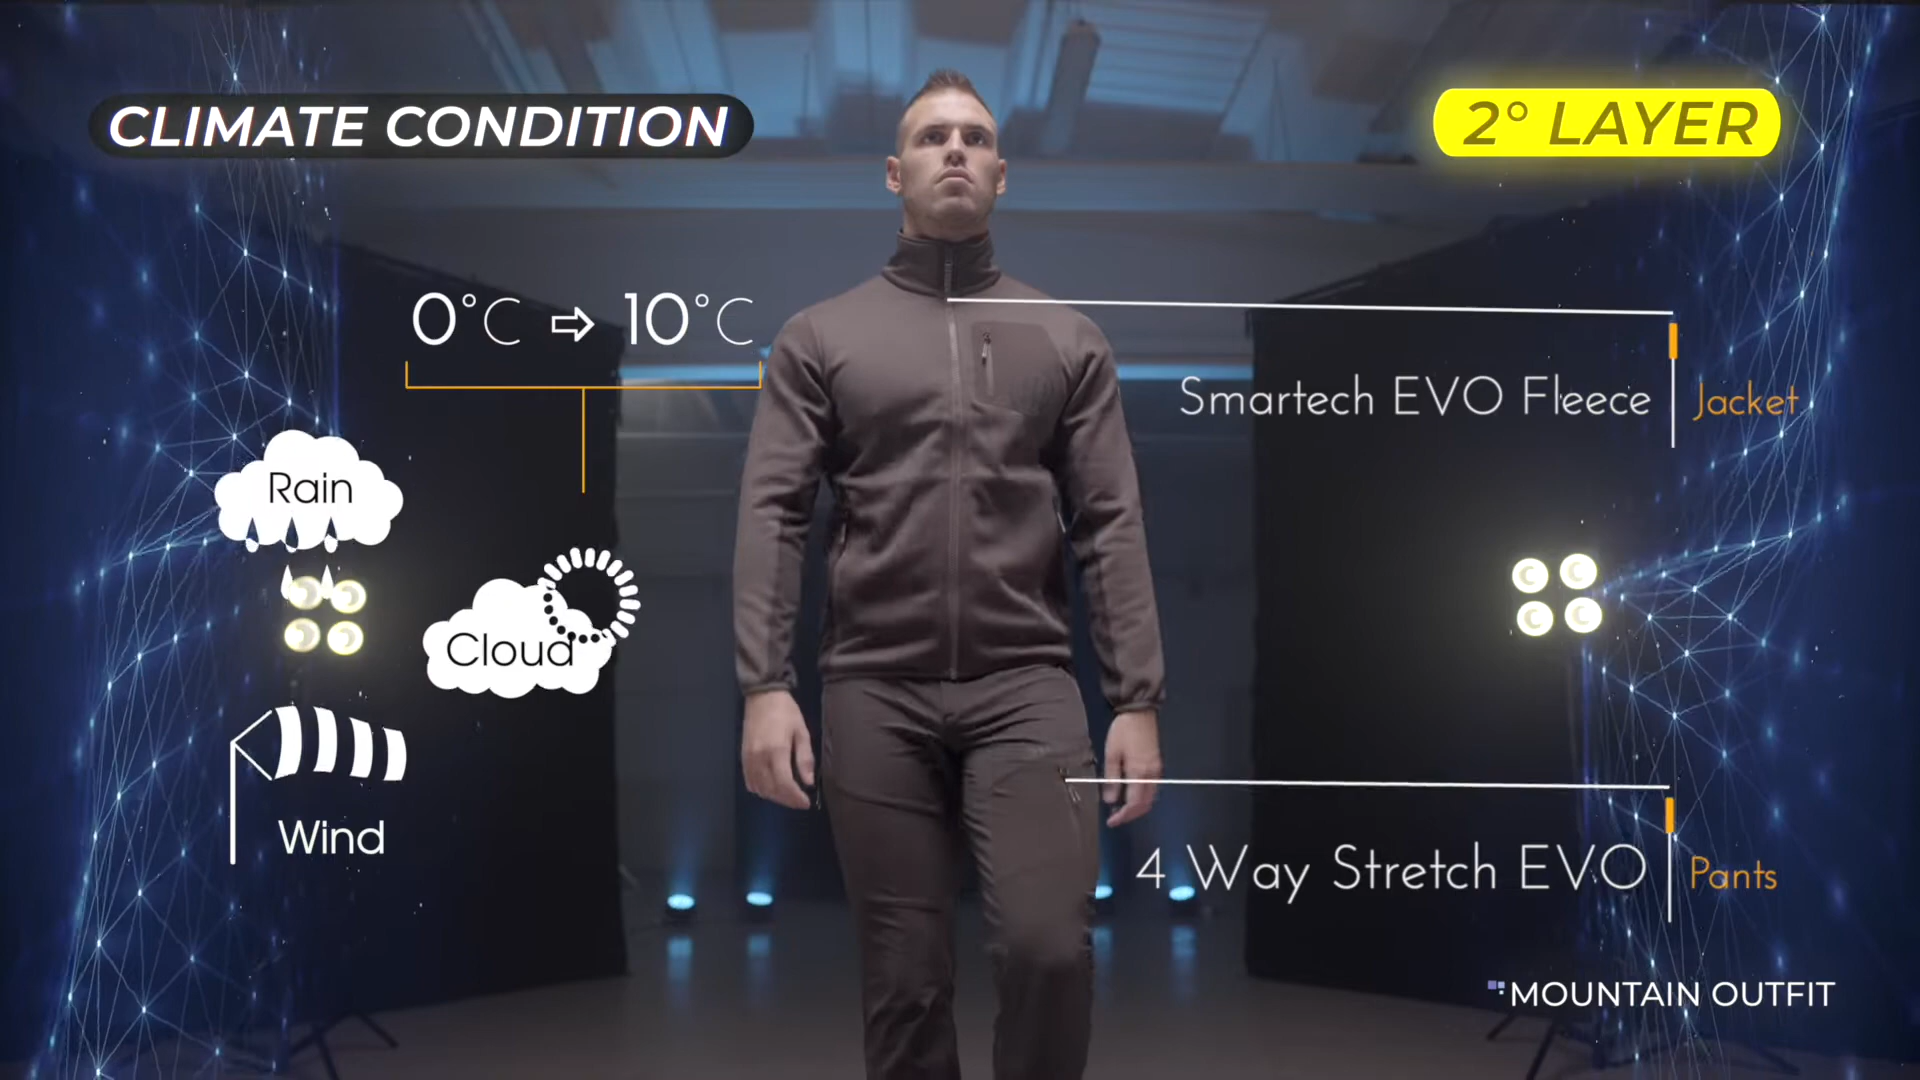 CLIMATE CONDITION
2° LAYER
0°C ⇨ 10°C
Smartech EVO Fleece
Jacket
Rain
Cloud
Wind
4 Way Stretch EVO
Pants
MOUNTAIN OUTFIT